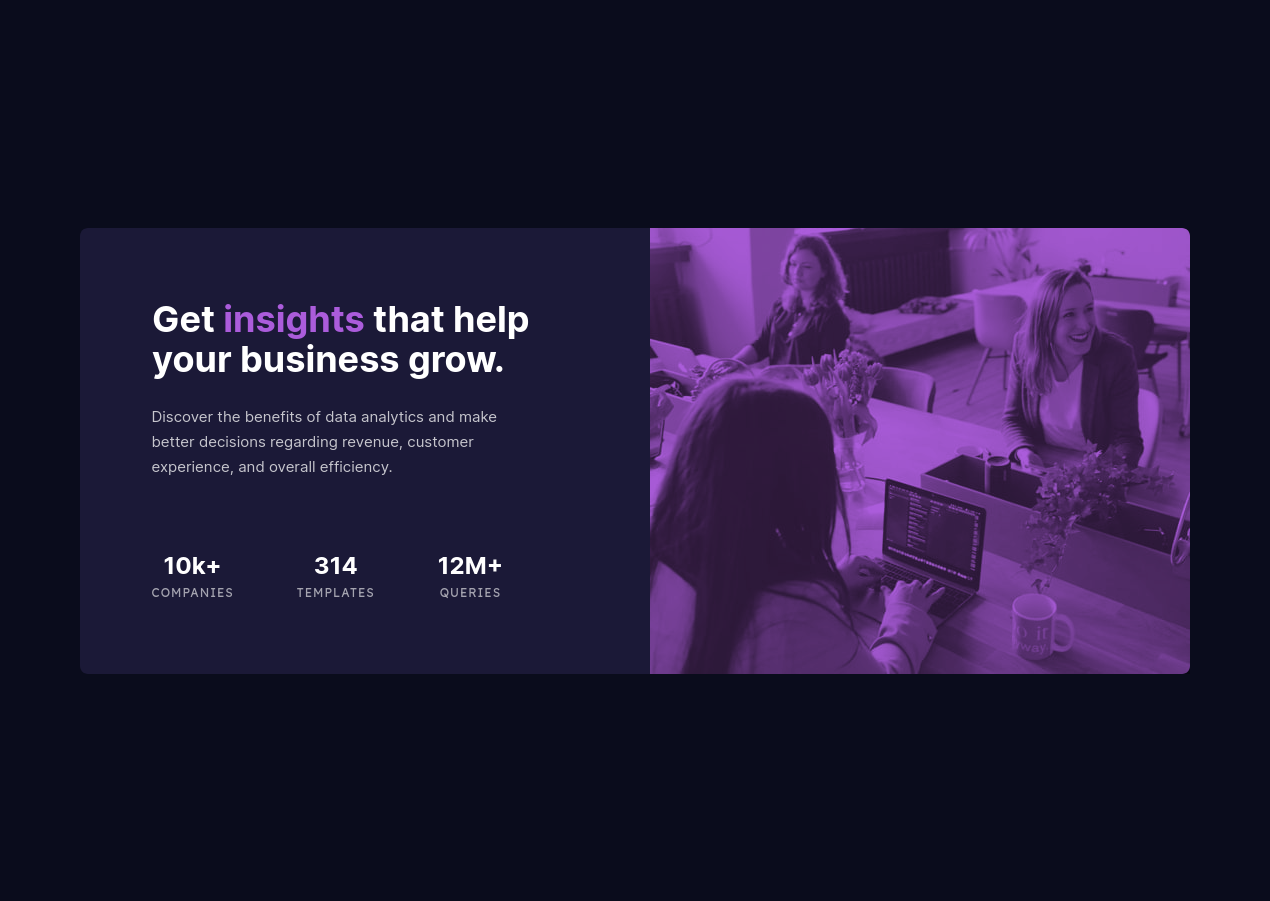 Get insights that help
your business grow.
Discover the benefits of data analytics and make
better decisions regarding revenue, customer
experience, and overall efficiency.
10k+ 314 12M+
COMPANIES TEMPLATES QUERIES